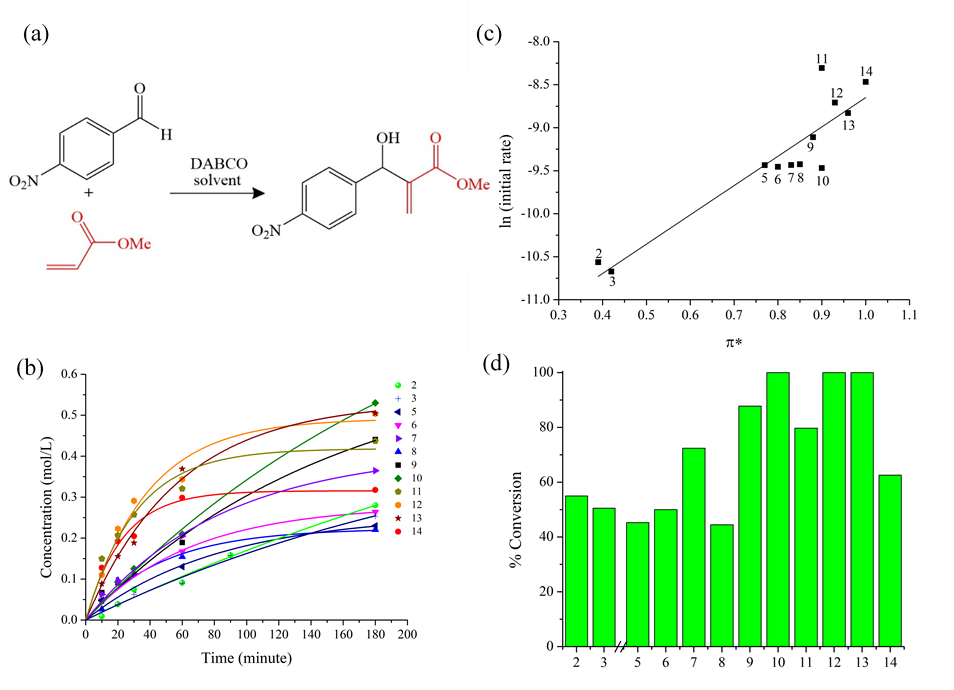 (a)
O
H
O₂N
+
O
OMe
DABCO
solvent
OH
O
OMe
O₂N
(b)
Concentration (mol/L)
0.6
0.5
0.4
0.3
0.2
0.1
0.0
0 20 40 60 80 100 120 140 160 180 200
Time (minute)
2
3
5
6
7
8
9
10
11
12
13
14
(c)
ln (initial rate)
-8.0
-8.5
-9.0
-9.5
-10.0
-10.5
-11.0
11
14
12
13
9
5 6 7 8 10
2
3
0.3 0.4 0.5 0.6 0.7 0.8 0.9 1.0 1.1
π*
(d)
% Conversion
100
80
60
40
20
0
2 3 5 6 7 8 9 10 11 12 13 14